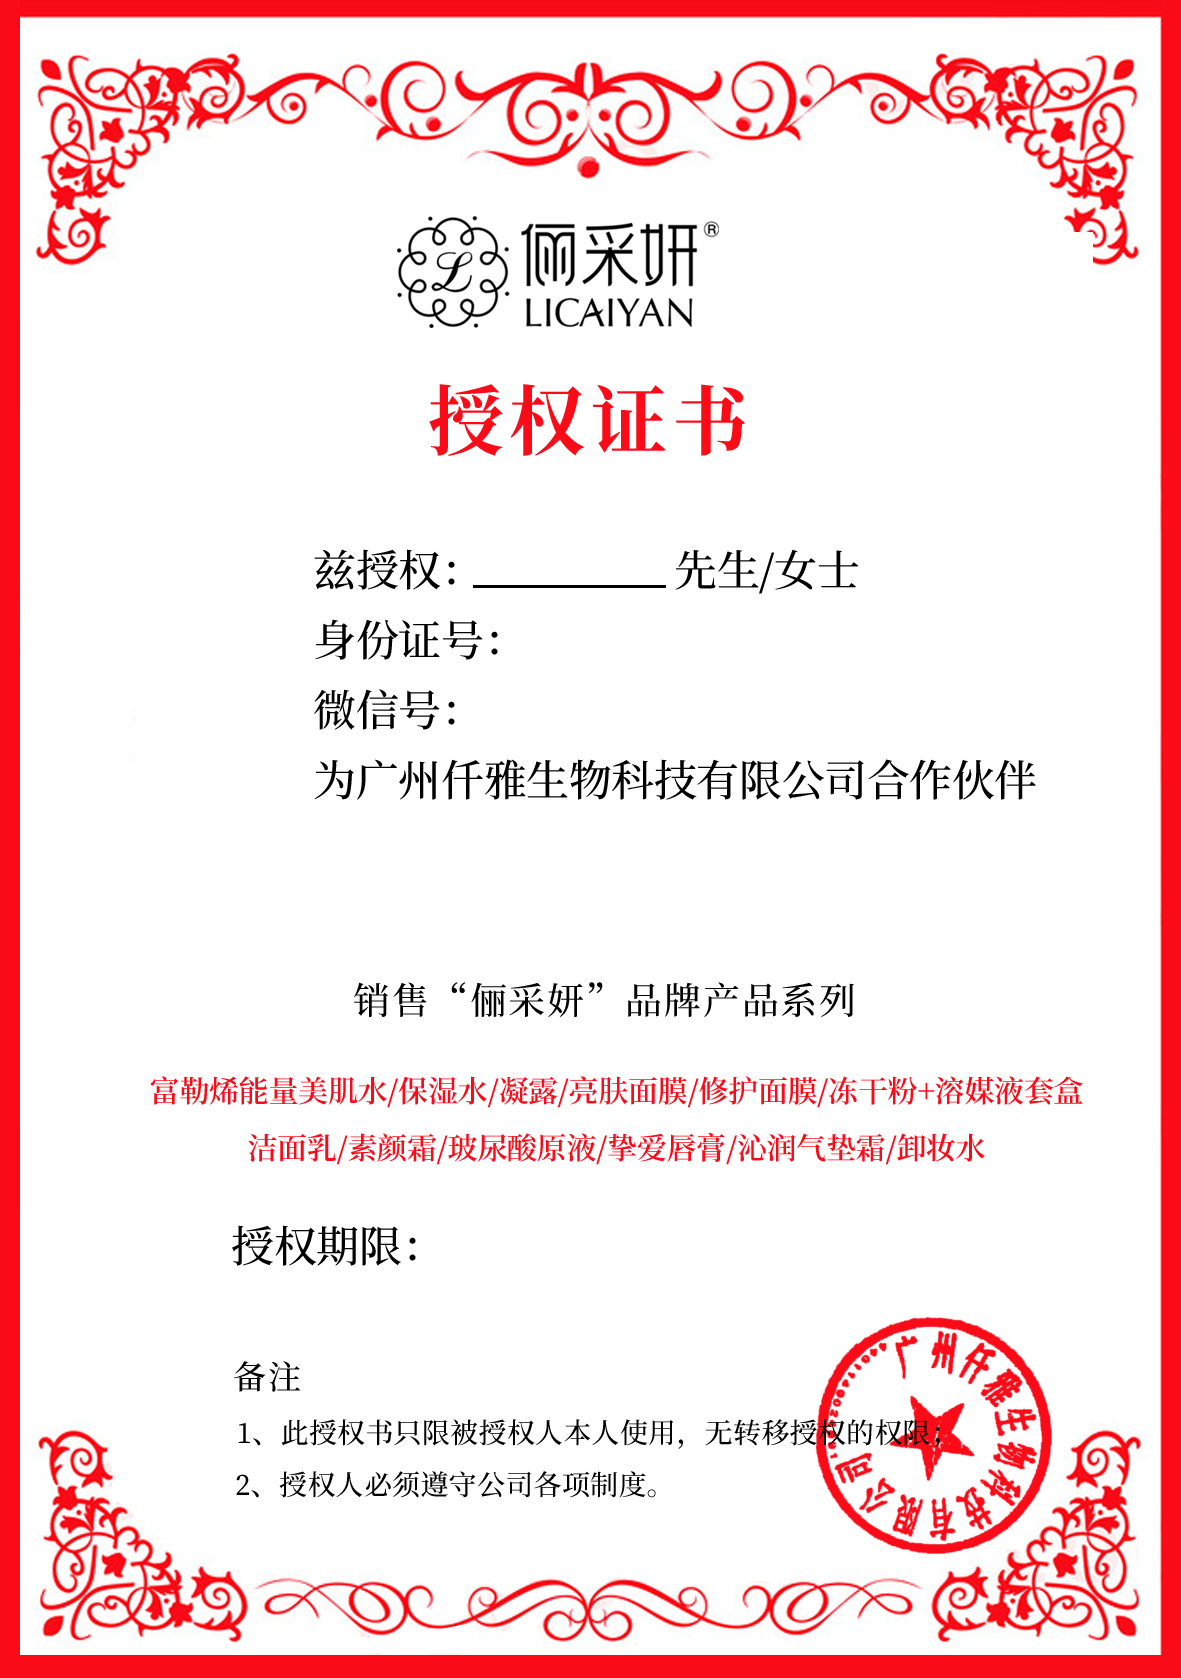 俪采妍®
LICAIYAN
授权证书
兹授权：________先生/女士
身份证号：
微信号：
为广州仟雅生物科技有限公司合作伙伴
销售“俪采妍”品牌产品系列
富勒烯能量美肌水/保湿水/凝露/亮肤面膜/修护面膜/冻干粉+溶媒液套盒
洁面乳/素颜霜/玻尿酸原液/挚爱唇膏/沁润气垫霜/卸妆水
授权期限：
备注
1、此授权书只限被授权人本人使用，无转移授权的权限；
2、授权人必须遵守公司各项制度。
广州仟雅生物科技有限公司